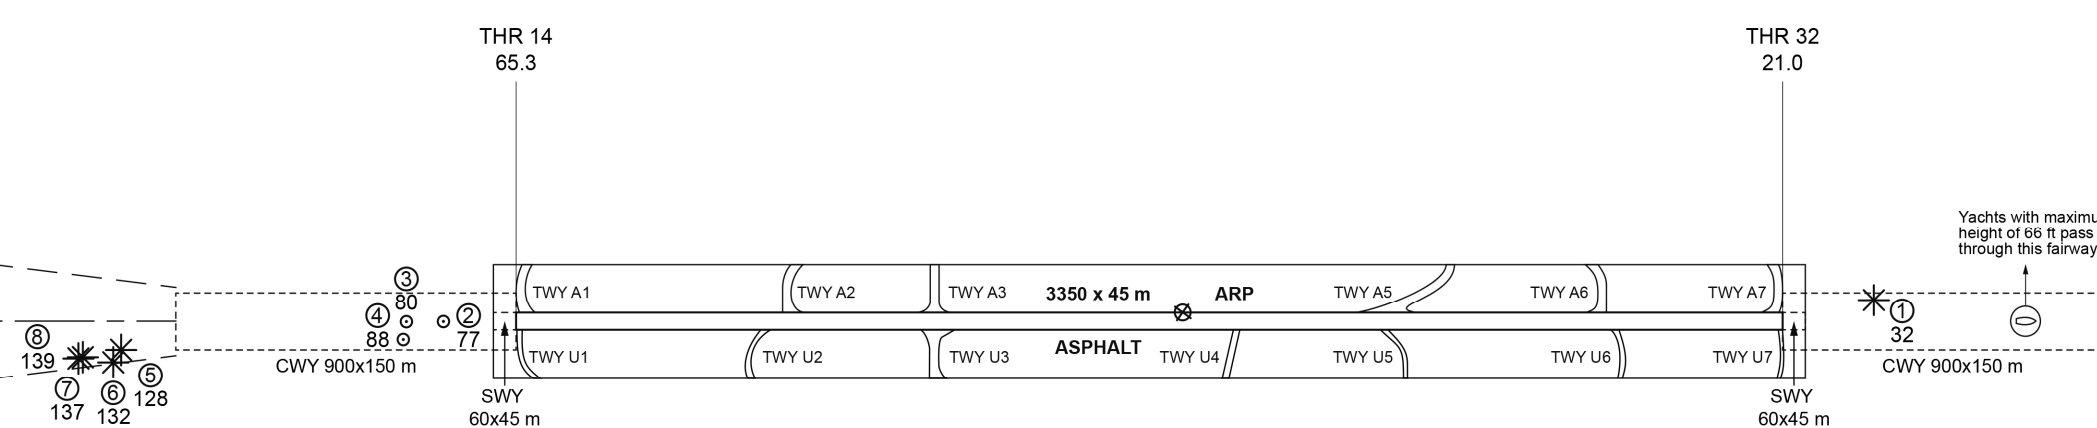 THR 14
65.3
THR 32
21.0
Yachts with maximu
height of 66 ft pass
through this fairway
3
80
4
88
2
77
TWY A1
TWY A2
TWY A3
3350 x 45 m
ARP
TWY A5
TWY A6
TWY A7
1
32
8
139
7
137
6
132
5
128
CWY 900x150 m
TWY U1
TWY U2
TWY U3
ASPHALT
TWY U4
TWY U5
TWY U6
TWY U7
CWY 900x150 m
SWY
60x45 m
SWY
60x45 m